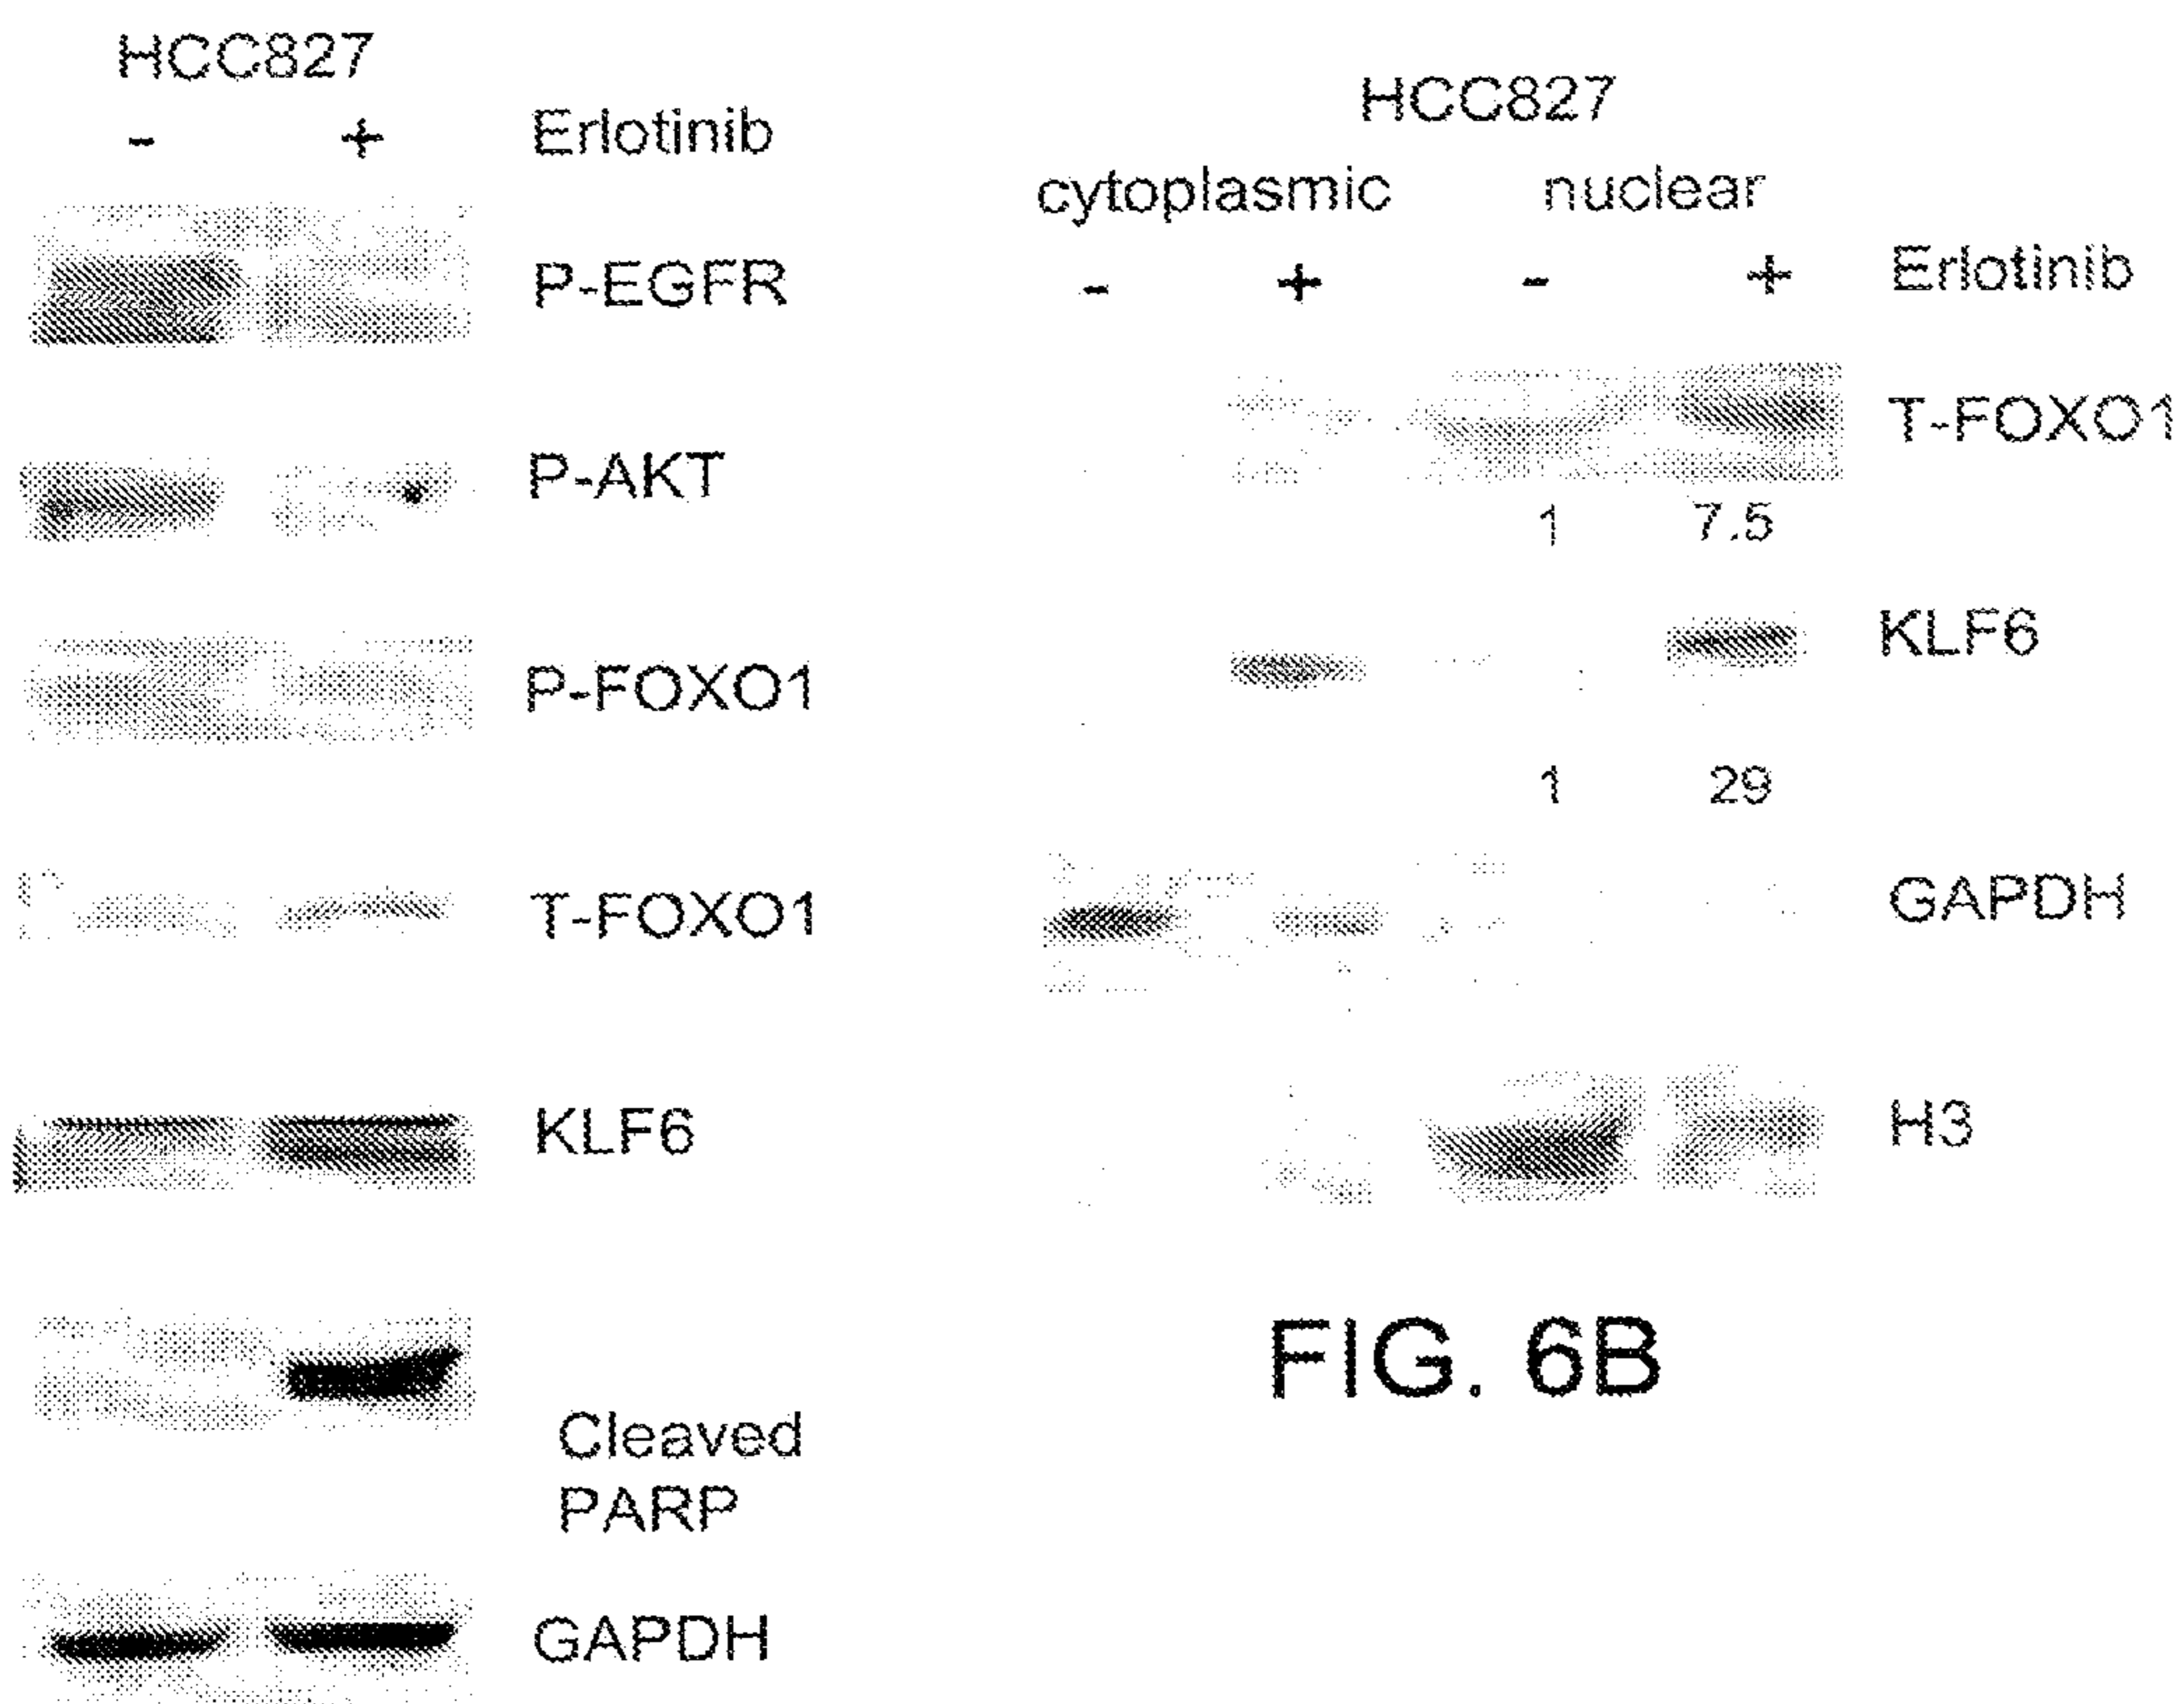 HCC827
- + Erlotinib
P-EGFR
P-AKT
P-FOXO1
T-FOXO1
KLF6
Cleaved
PARP
GAPDH
HCC827
cytoplasmic nuclear
- + - + Erlotinib
T-FOXO1
1 7.5
KLF6
1 29
GAPDH
H3
FIG. 6B